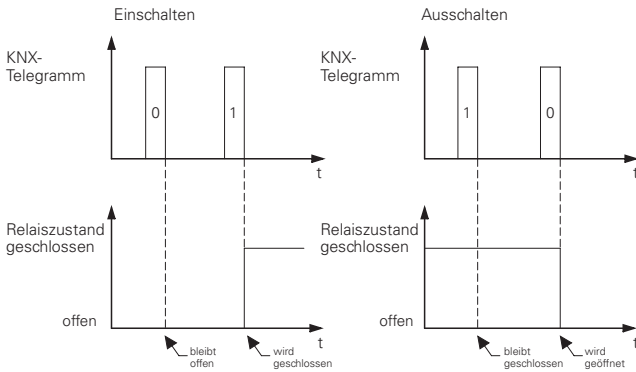 Einschalten
KNX-
Telegramm
0
1
t
Relaiszustand
geschlossen
offen
t
bleibt
offen
wird
geschlossen
Ausschalten
KNX-
Telegramm
1
0
t
Relaiszustand
geschlossen
offen
t
bleibt
geschlossen
wird
geöffnet